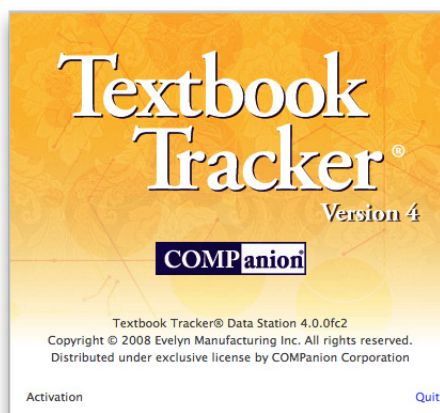 Textbook
Tracker®
Version 4
COMPanion®
Textbook Tracker® Data Station 4.0.0fc2
Copyright © 2008 Evelyn Manufacturing Inc. All rights reserved.
Distributed under exclusive license by COMPanion Corporation
Activation
Quit